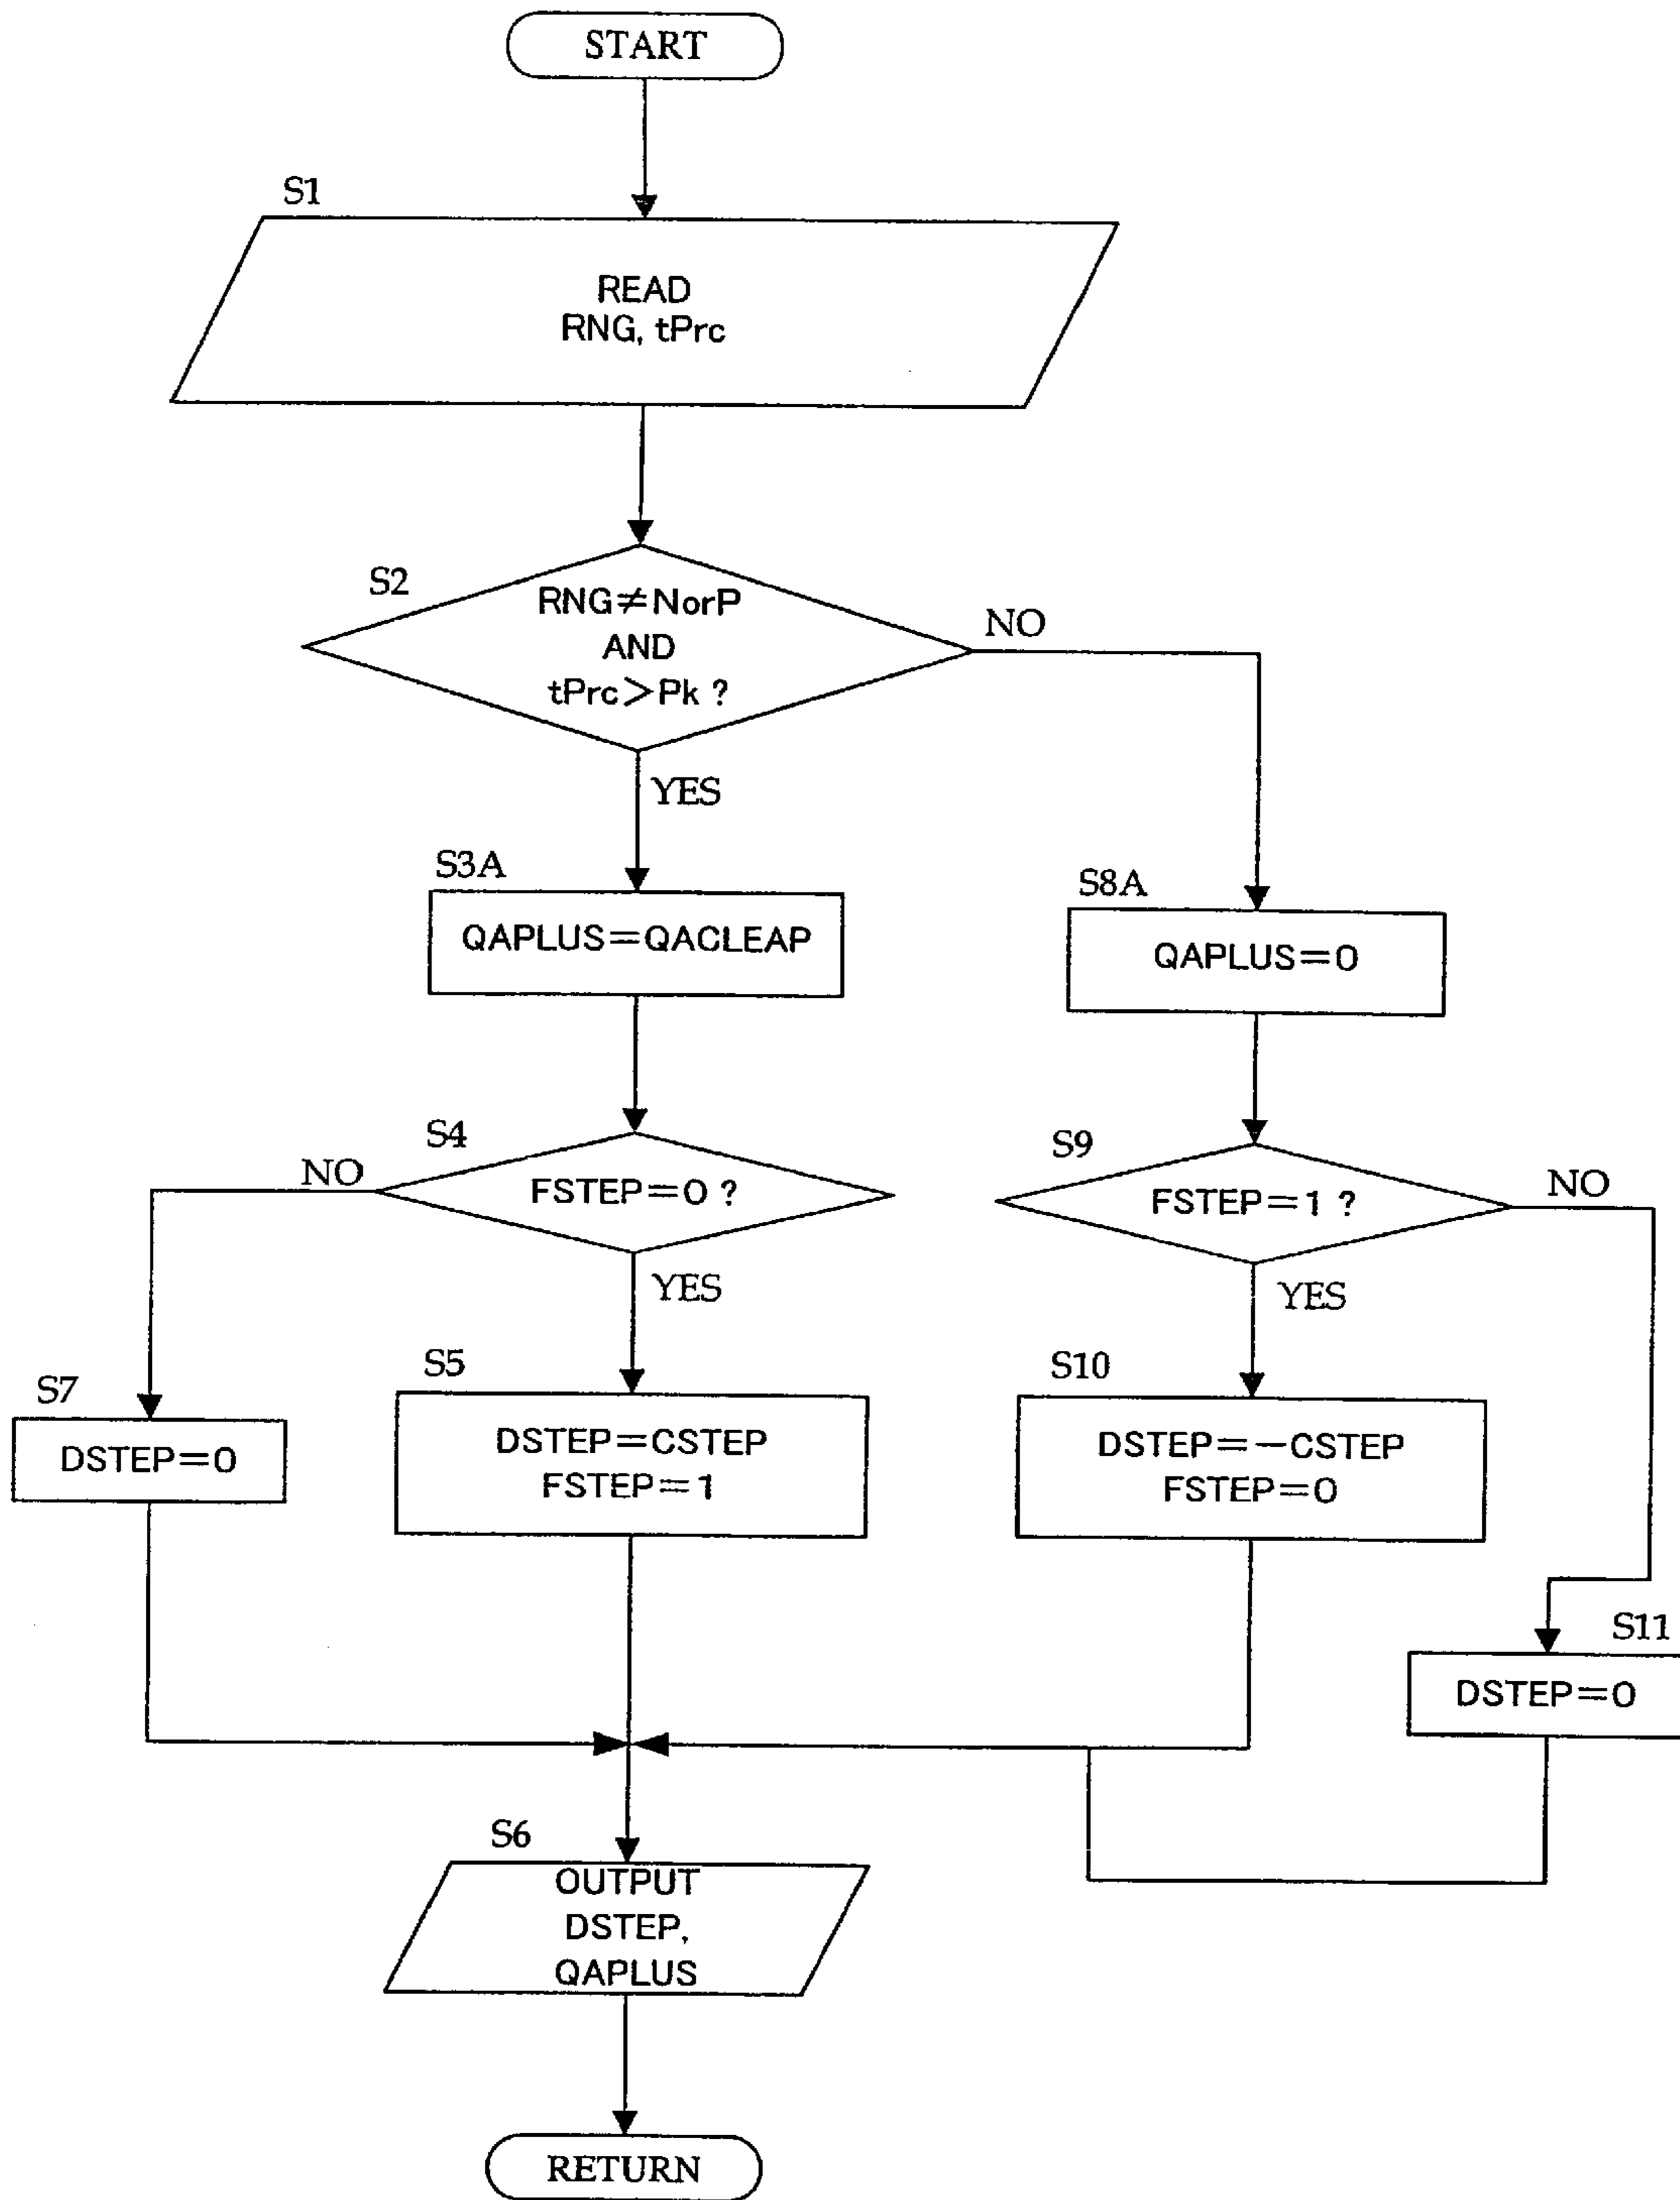 START
S1
READ
RNG, tPrc
S2
RNG≠NorP
AND
tPrc>Pk ?
NO
YES
S3A
QAPLUS=QACLEAP
S8A
QAPLUS=0
S4
NO
FSTEP=0 ?
YES
S9
FSTEP=1 ?
NO
YES
S7
DSTEP=0
S5
DSTEP=CSTEP
FSTEP=1
S10
DSTEP=-CSTEP
FSTEP=0
S11
DSTEP=0
S6
OUTPUT
DSTEP,
QAPLUS
RETURN